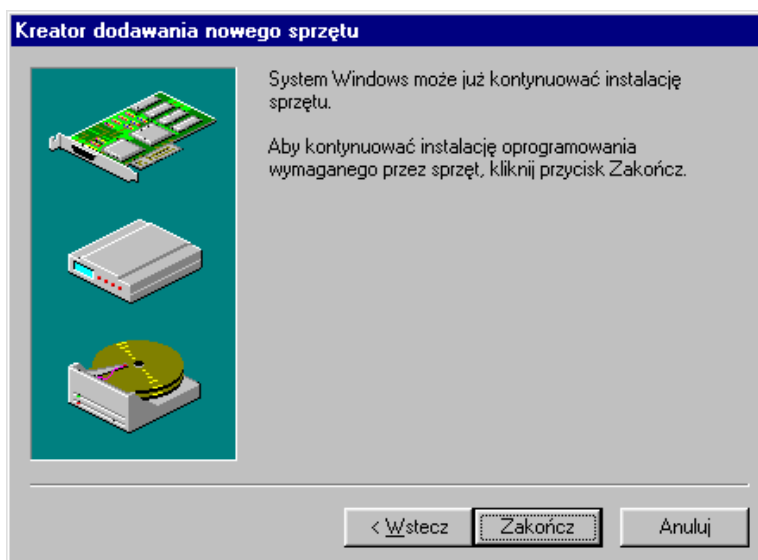 Kreator dodawania nowego sprzętu
System Windows może już kontynuować instalację
sprzętu.
Aby kontynuować instalację oprogramowania
wymaganego przez sprzęt, kliknij przycisk Zakończ.
< Wstecz
Zakończ
Anuluj